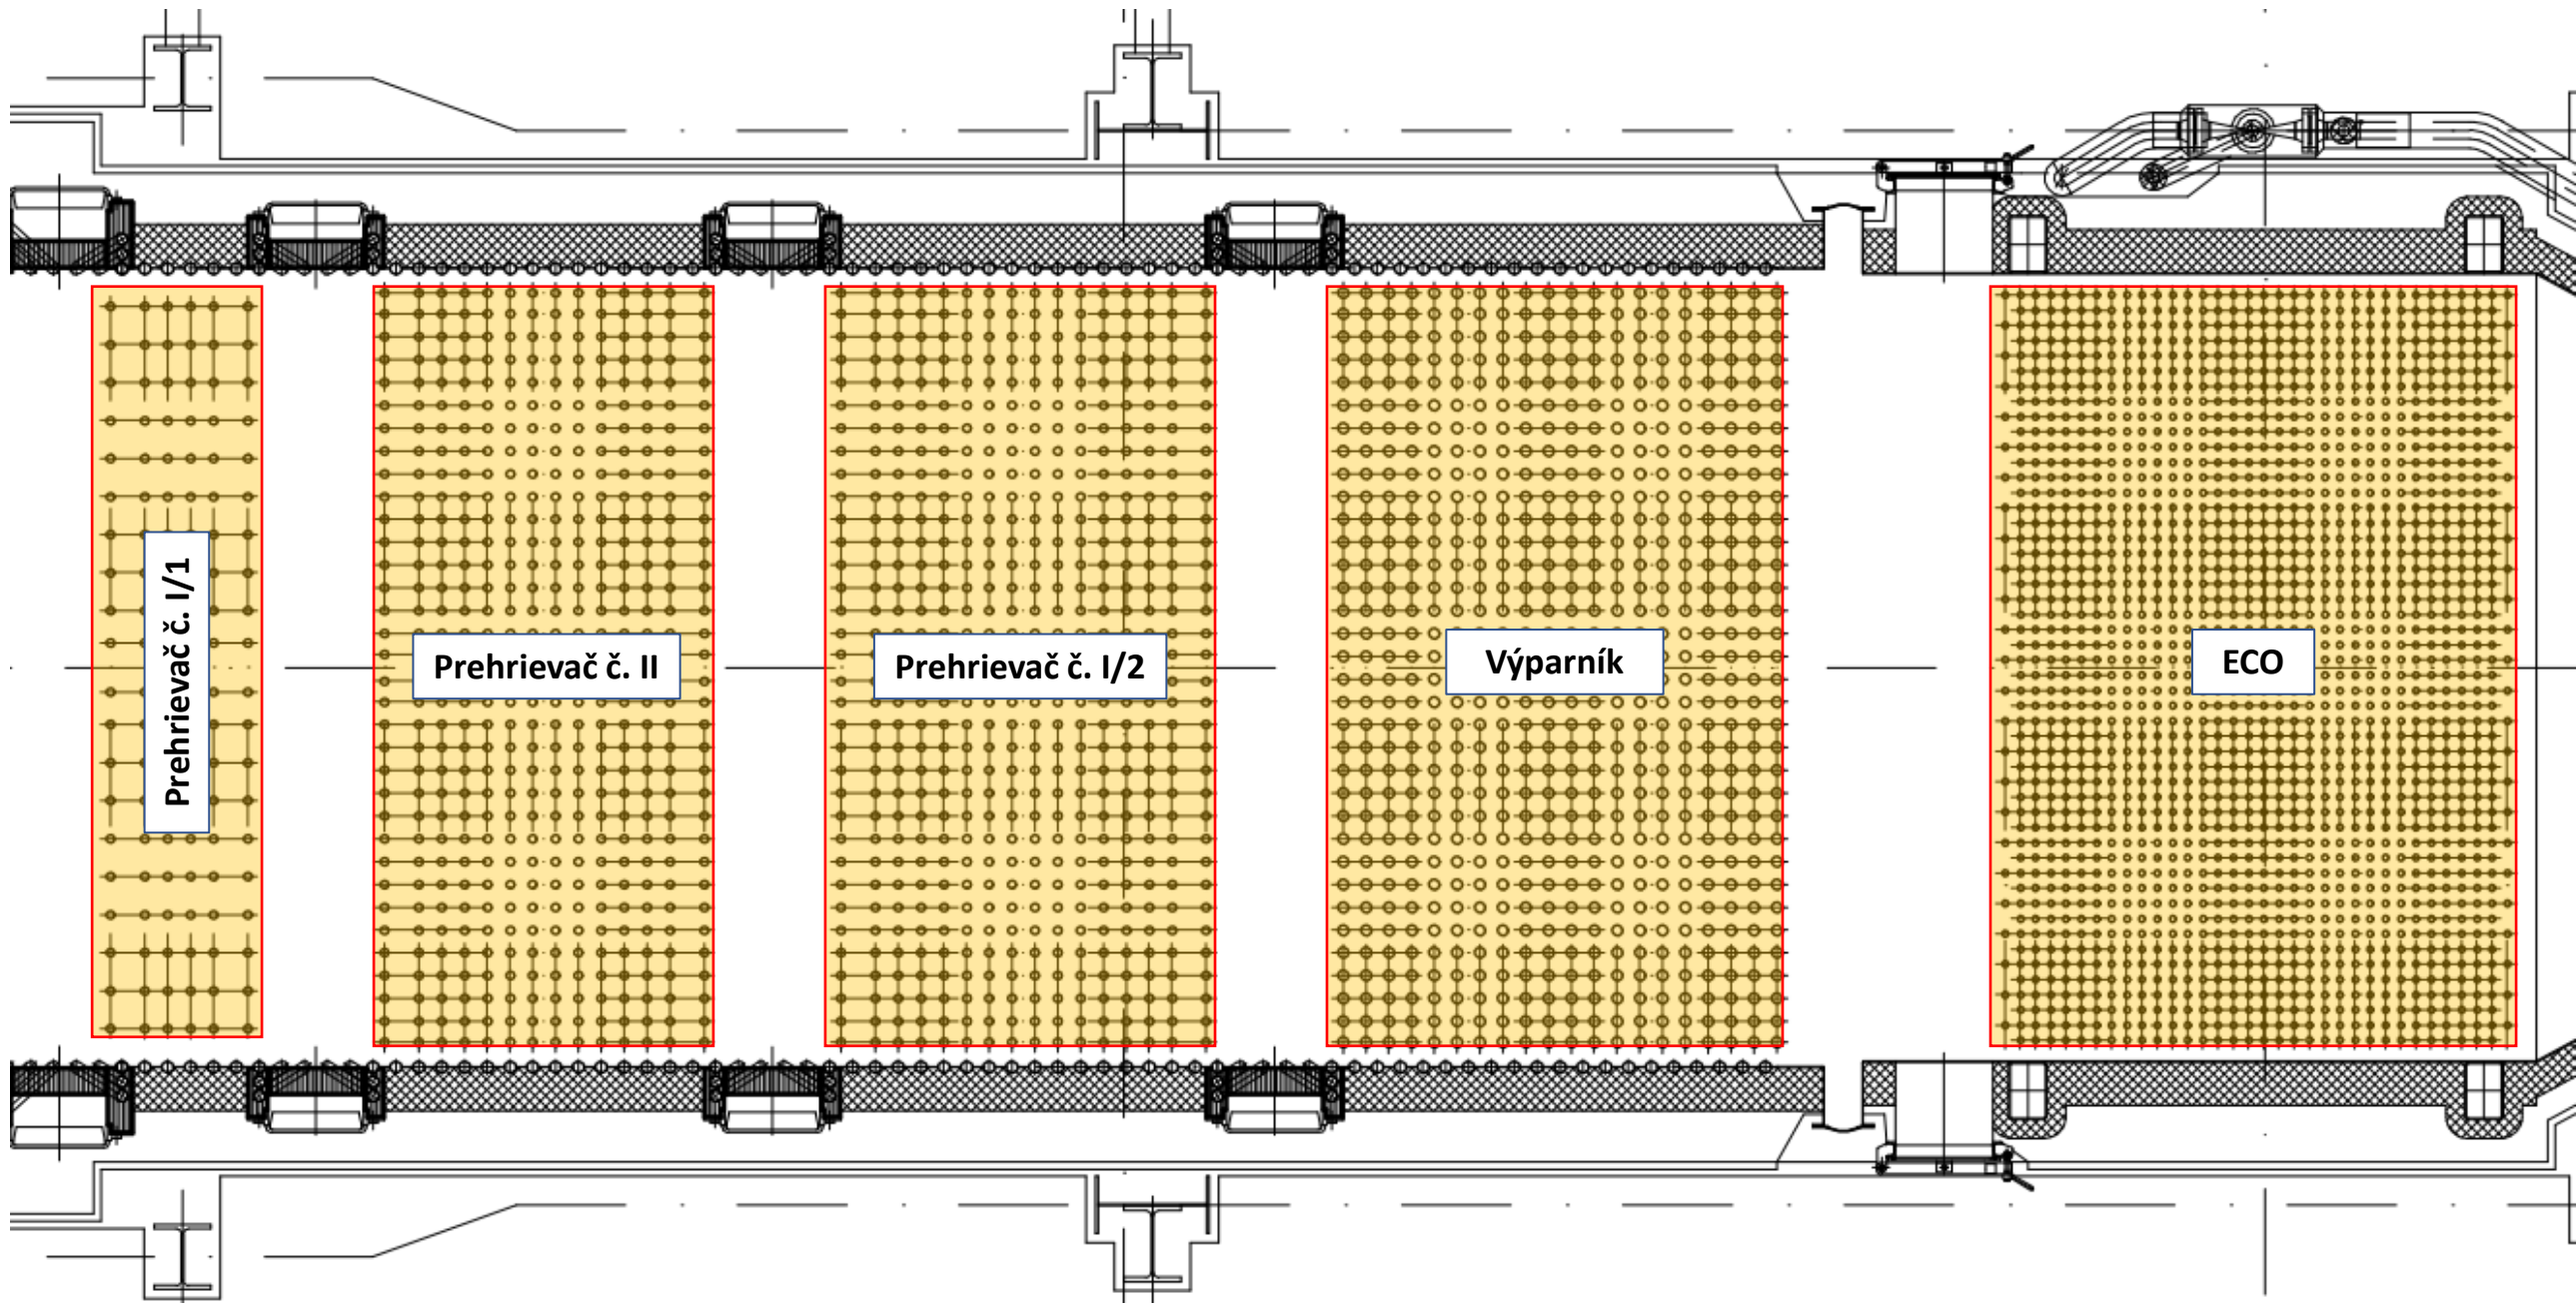 Prehrievač č. I/1
Prehrievač č. II
Prehrievač č. I/2
Výparník
ECO